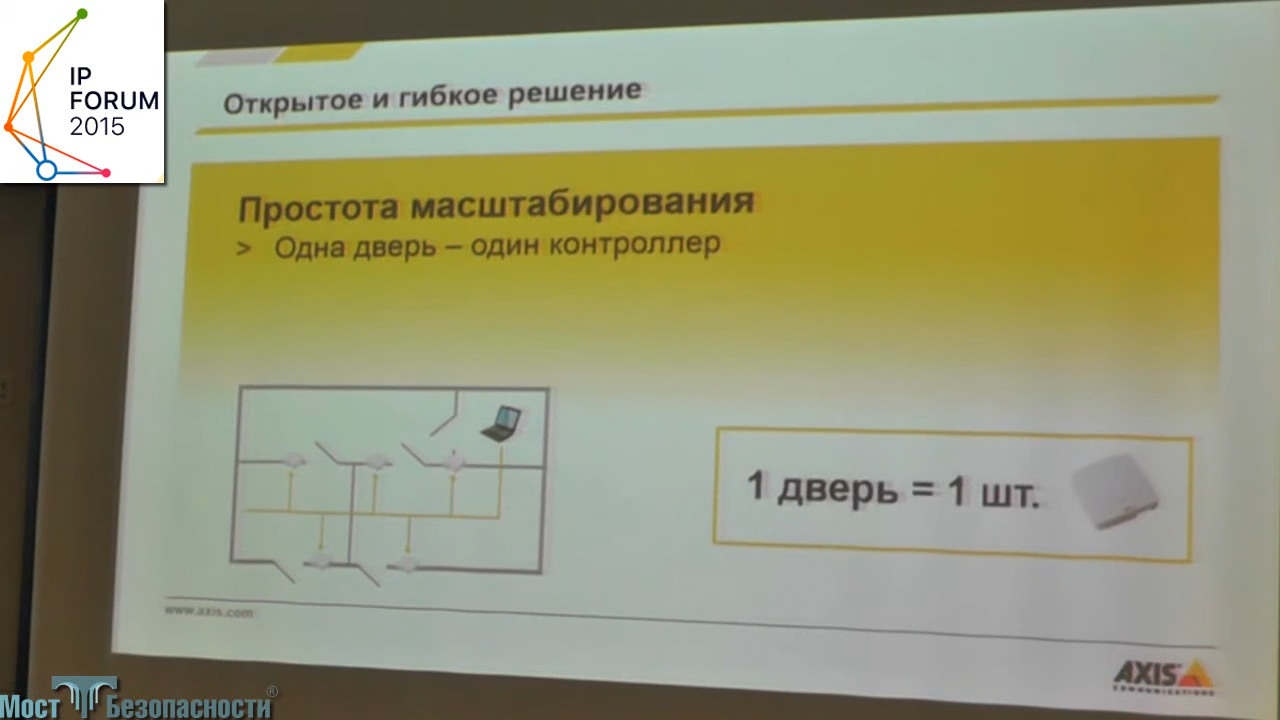 IP
FORUM
2015
Открытое и гибкое решение
Простота масштабирования
> Одна дверь – один контроллер
1 дверь = 1 шт.
www.axis.com
AXIS
COMMUNICATIONS
Мост Безопасности®